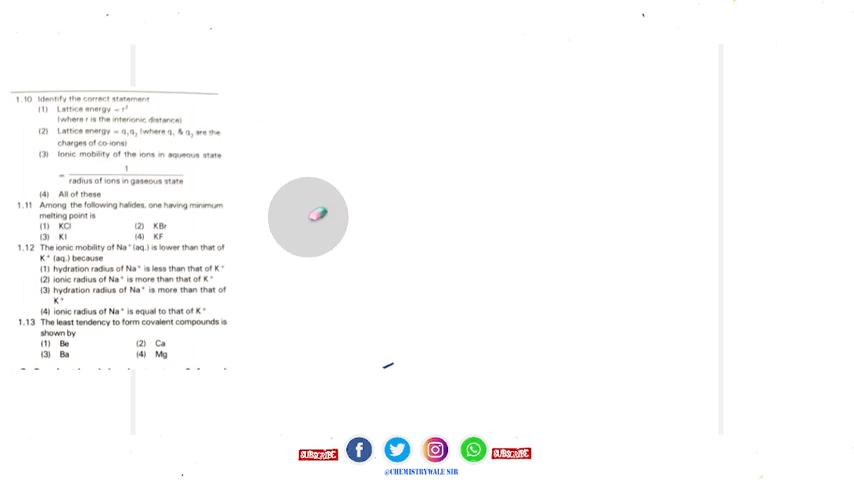 1.10 Identify the correct statement
(1) Lattice energy = r²
(where r is the interionic distance)
(2) Lattice energy = q₁q₂ (where q₁ & q₂ are the
charges of co-ions)
(3) Ionic mobility of the ions in aqueous state
= 1
radius of ions in gaseous state
(4) All of these
1.11 Among the following halides, one having minimum
melting point is
(1) KCl (2) KBr
(3) KI (4) KF
1.12 The ionic mobility of Na⁺(aq.) is lower than that of
K⁺ (aq.) because
(1) hydration radius of Na⁺ is less than that of K⁺
(2) ionic radius of Na⁺ is more than that of K⁺
(3) hydration radius of Na⁺ is more than that of
K⁺
(4) ionic radius of Na⁺ is equal to that of K⁺
1.13 The least tendency to form covalent compounds is
shown by
(1) Be (2) Ca
(3) Ba (4) Mg
SUBSCRIBE SUBSCRIBE
@CHEMISTRYWALE SIR